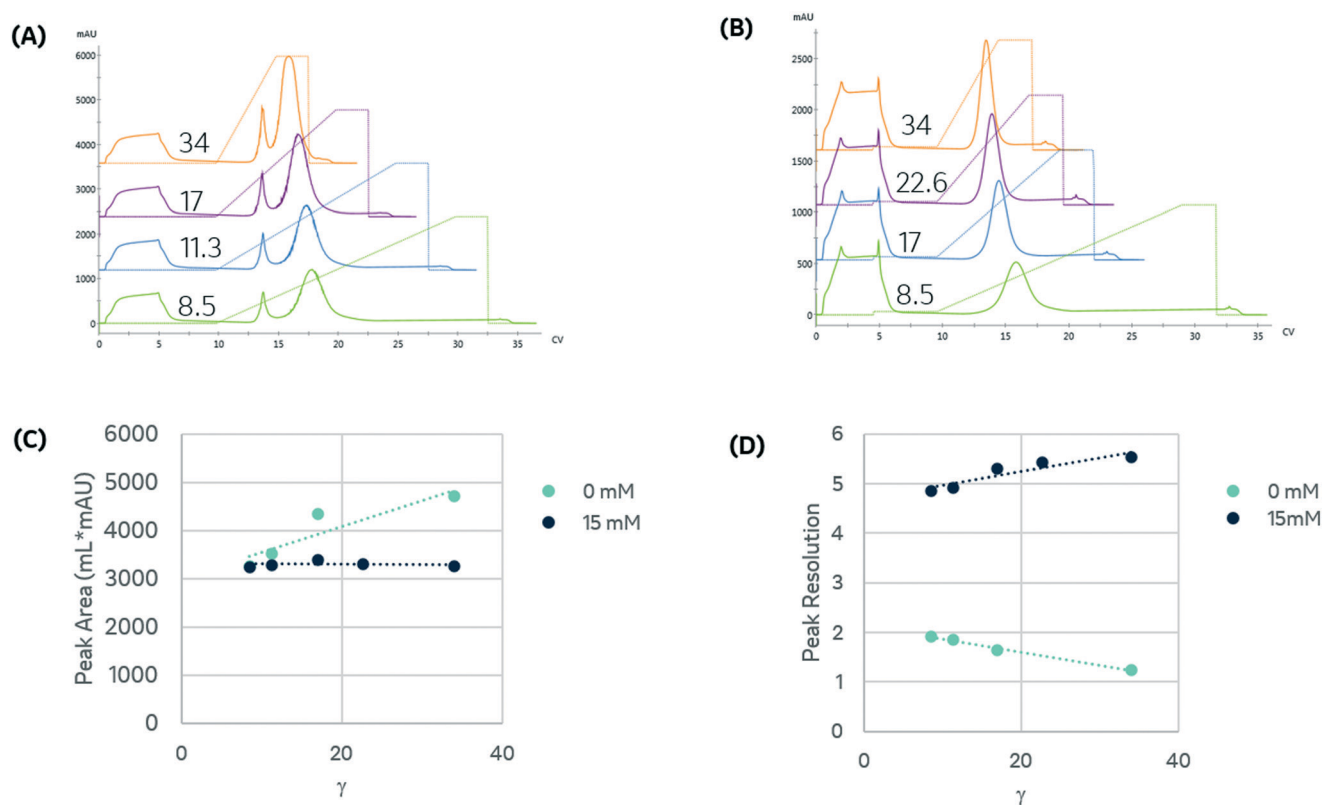 (A)
mAU
6000
5000
4000
3000
2000
1000
0
34
17
11.3
8.5
0 5 10 15 20 25 30 35 CV
(B)
mAU
2500
2000
1500
1000
500
0
34
22.6
17
8.5
0 5 10 15 20 25 30 35 CV
(C)
Peak Area (mL*mAU)
6000
5000
4000
3000
2000
1000
0
0 20 40
γ
0 mM
15 mM
(D)
Peak Resolution
6
5
4
3
2
1
0
0 20 40
γ
0 mM
15mM